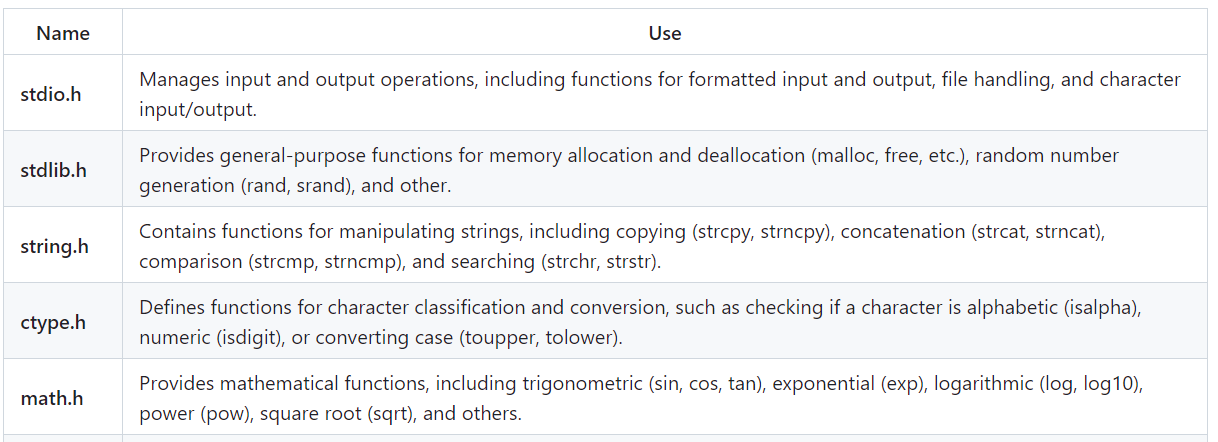 Name Use
stdio.h
Manages input and output operations, including functions for formatted input and output, file handling, and character
input/output.
stdlib.h
Provides general-purpose functions for memory allocation and deallocation (malloc, free, etc.), random number
generation (rand, srand), and other.
string.h
Contains functions for manipulating strings, including copying (strcpy, strncpy), concatenation (strcat, strncat),
comparison (strcmp, strncmp), and searching (strchr, strstr).
ctype.h
Defines functions for character classification and conversion, such as checking if a character is alphabetic (isalpha),
numeric (isdigit), or converting case (toupper, tolower).
math.h
Provides mathematical functions, including trigonometric (sin, cos, tan), exponential (exp), logarithmic (log, log10),
power (pow), square root (sqrt), and others.